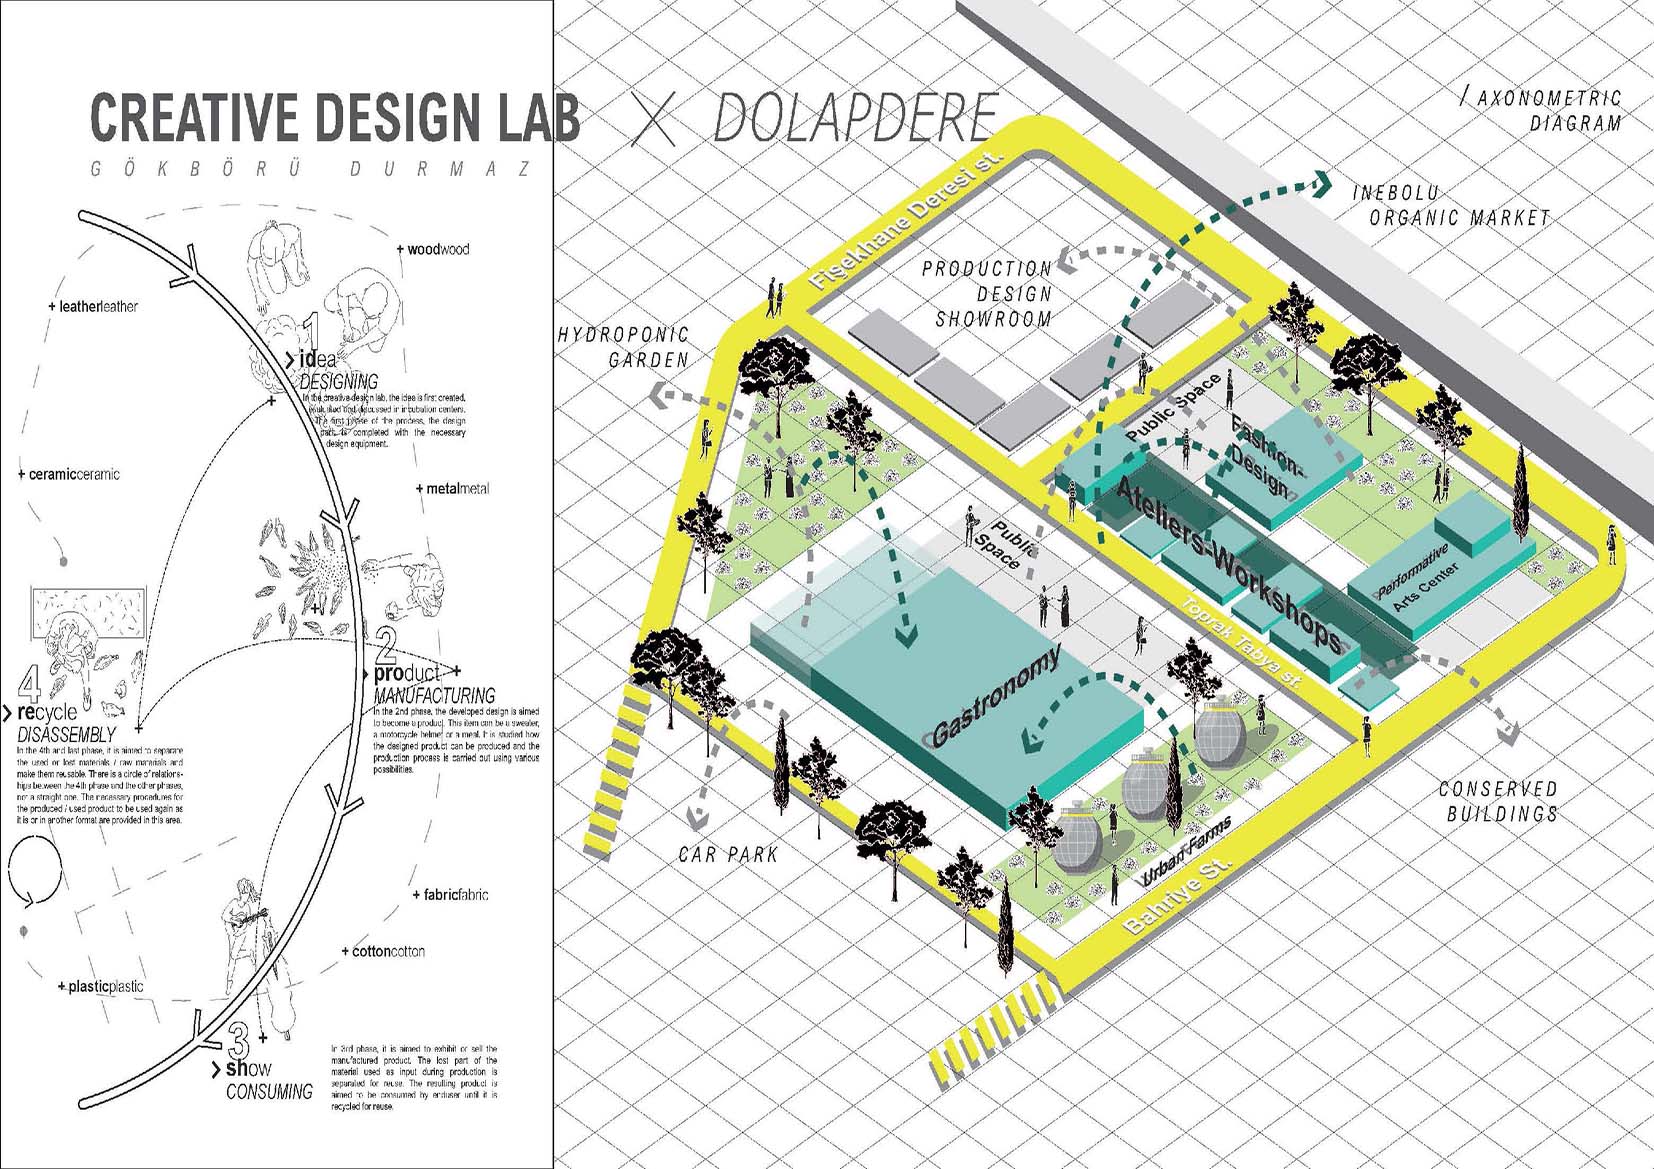 CREATIVE DESIGN LAB X DOLAPDERE
GÖKBÖRÜ DURMAZ
+ woodwood
+ leatherleather
1
idea
DESIGNING
In the creative design lab, the idea is first created,
evaluated and discussed in incubation centers.
The first phase of the process, the design
part, is completed with the necessary
design equipment.
+ ceramicceramic
+ metalmetal
2
product
MANUFACTURING
In the 2nd phase, the developed design is aimed
to become a product. This item can be a sweater,
a motorcycle helmet or a meal. It is studied how
the designed product can be produced and the
production process is carried out using various
possibilities.
4
recycle
DISASSEMBLY
In the 4th and last phase, it is aimed to separate
the used or lost materials / raw materials and
make them reusable. There is a circle of relations-
hips between the 4th phase and the other phases,
not a straight one. The necessary procedures for
the produced / used product to be used again as
it is or in another format are provided in this area.
+ fabricfabric
+ cottoncotton
+ plasticplastic
3
show
CONSUMING
In 3rd phase, it is aimed to exhibit or sell the
manufactured product. The lost part of the
material used as input during production is
separated for reuse. The resulting product is
aimed to be consumed by enduser until it is
recycled for reuse.
/ AXONOMETRIC
DIAGRAM
INEBOLU
ORGANIC MARKET
Fişekhane Deresi st.
PRODUCTION
DESIGN
SHOWROOM
HYDROPONIC
GARDEN
Public Space
Fashion-
Design
Ateliers-Workshops
Performative
Arts Center
Public
Space
Toprak Tabya st.
Gastronomy
CONSERVED
BUILDINGS
CAR PARK
Urban Farms
Bahriye St.